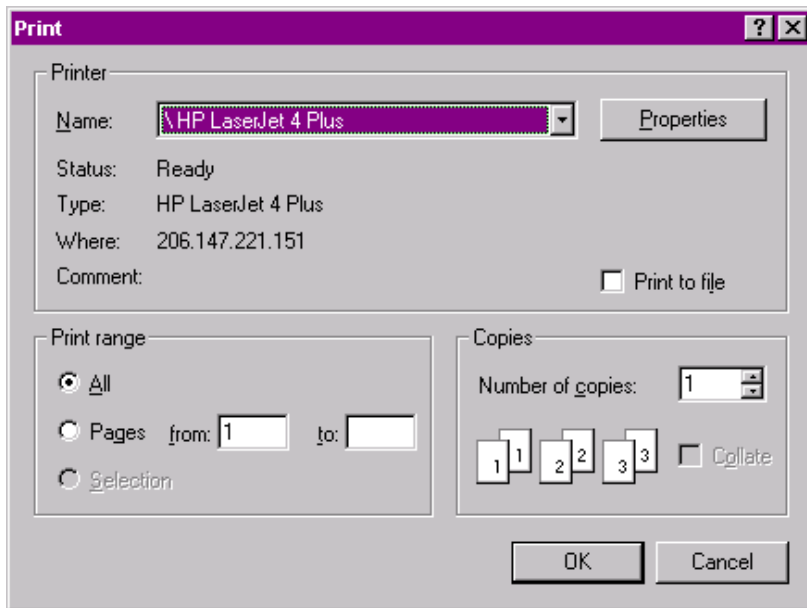 Print
Printer
Name: \HP LaserJet 4 Plus Properties
Status: Ready
Type: HP LaserJet 4 Plus
Where: 206.147.221.151
Comment: Print to file
Print range
All
Pages from: 1 to:
Selection
Copies
Number of copies: 1
1 1 2 2 3 3 Collate
OK Cancel